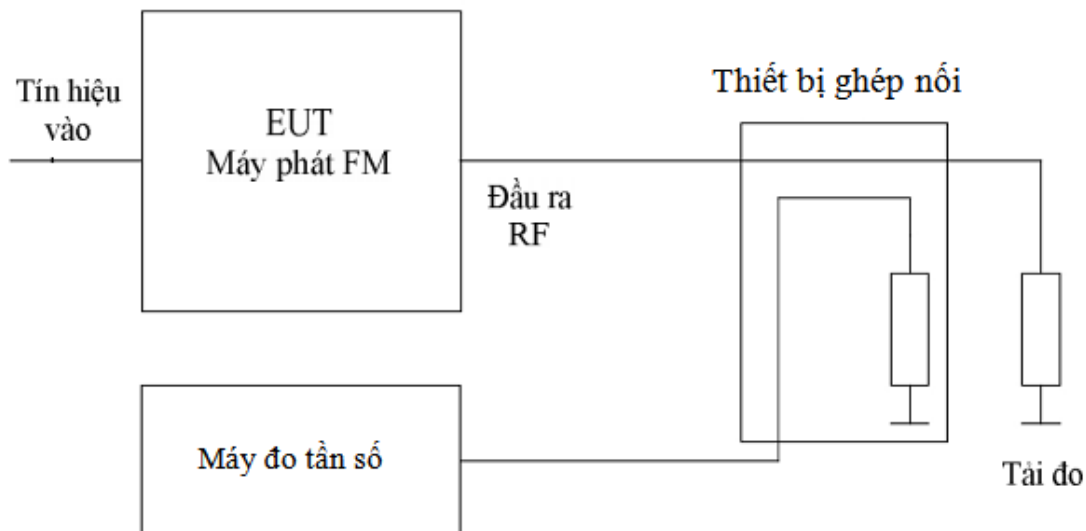 Tín hiệu
vào
EUT
Máy phát FM
Đầu ra
RF
Thiết bị ghép nối
Máy đo tần số
Tải đo